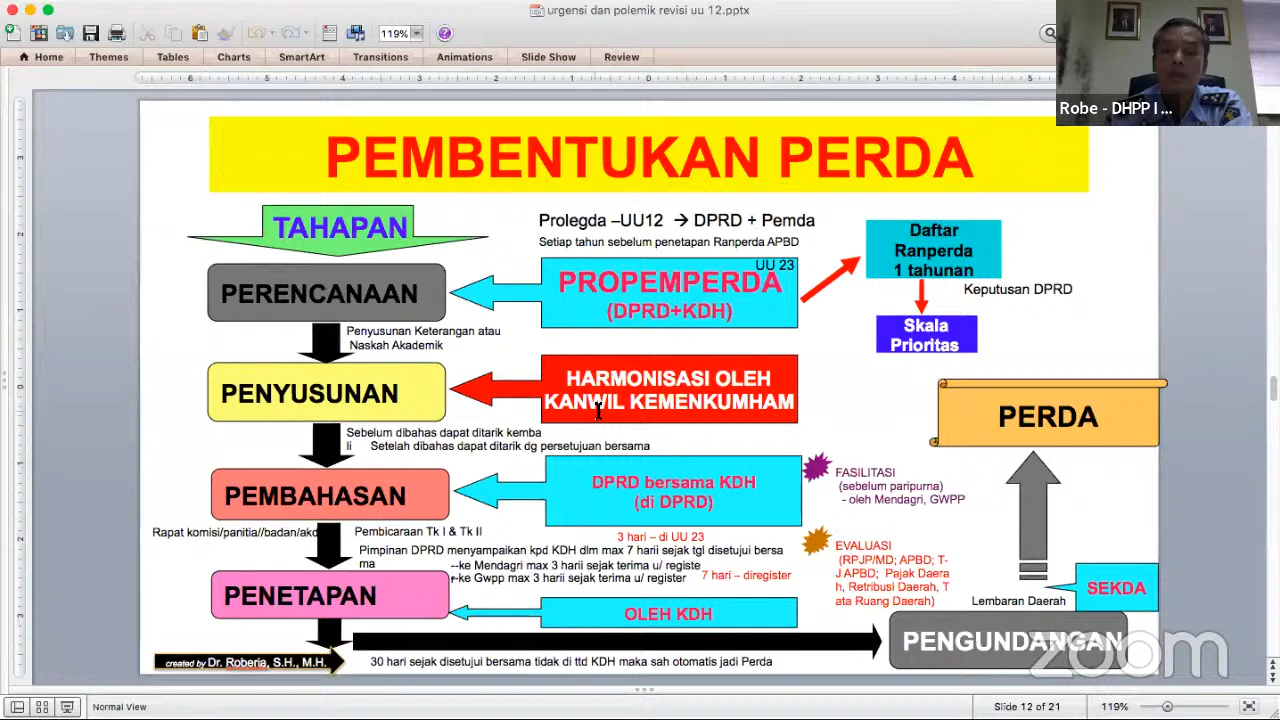 urgensi dan polemik revisi uu 12.pptx
119%
Home Themes Tables Charts SmartArt Transitions Animations Slide Show Review
Robe - DHPP I ...
PEMBENTUKAN PERDA
TAHAPAN
Prolegda –UU12 → DPRD + Pemda
Setiap tahun sebelum penetapan Ranperda APBD
UU 23
PERENCANAAN
PROPEMPERDA
(DPRD+KDH)
Daftar
Ranperda
1 tahunan
Keputusan DPRD
Skala
Prioritas
Penyusunan Keterangan atau
Naskah Akademik
PENYUSUNAN
HARMONISASI OLEH
KANWIL KEMENKUMHAM
PERDA
Sebelum dibahas dapat ditarik kemba
li Setelah dibahas dapat ditarik dg persetujuan bersama
PEMBAHASAN
DPRD bersama KDH
(di DPRD)
FASILITASI
(sebelum paripurna)
- oleh Mendagri, GWPP
Rapat komisi/panitia//badan/akd
Pembicaraan Tk I & Tk II
3 hari – di UU 23
Pimpinan DPRD menyampaikan kpd KDH dlm max 7 harii sejak tgl disetujui bersa
ma
--ke Mendagri max 3 harii sejak terima u/ registe
-ke Gwpp max 3 harii sejak terima u/ register
7 hari – diregister
EVALUASI
(RPJP/MD; APBD; T-
J APBD; Pajak Daera
h, Retribusi Daerah, T
ata Ruang Daerah)
PENETAPAN
OLEH KDH
Lembaran Daerah
SEKDA
PENGUNDANGAN
created by Dr. Roberia, S.H., M.H.
30 hari sejak disetujui bersama tidak di ttd KDH maka sah otomatis jadi Perda
zoom
Normal View
Slide 12 of 21
119%